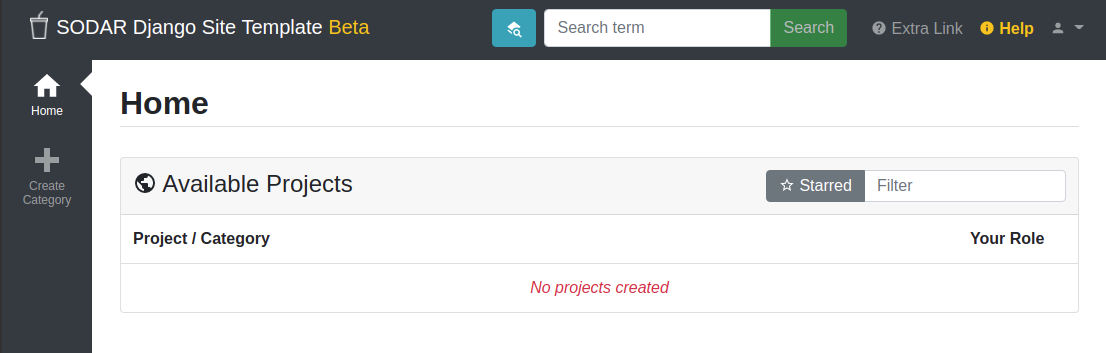 SODAR Django Site Template Beta
Search term
Search
Extra Link
Help
Home
Create
Category
Home
Available Projects
Starred
Filter
Project / Category
Your Role
No projects created